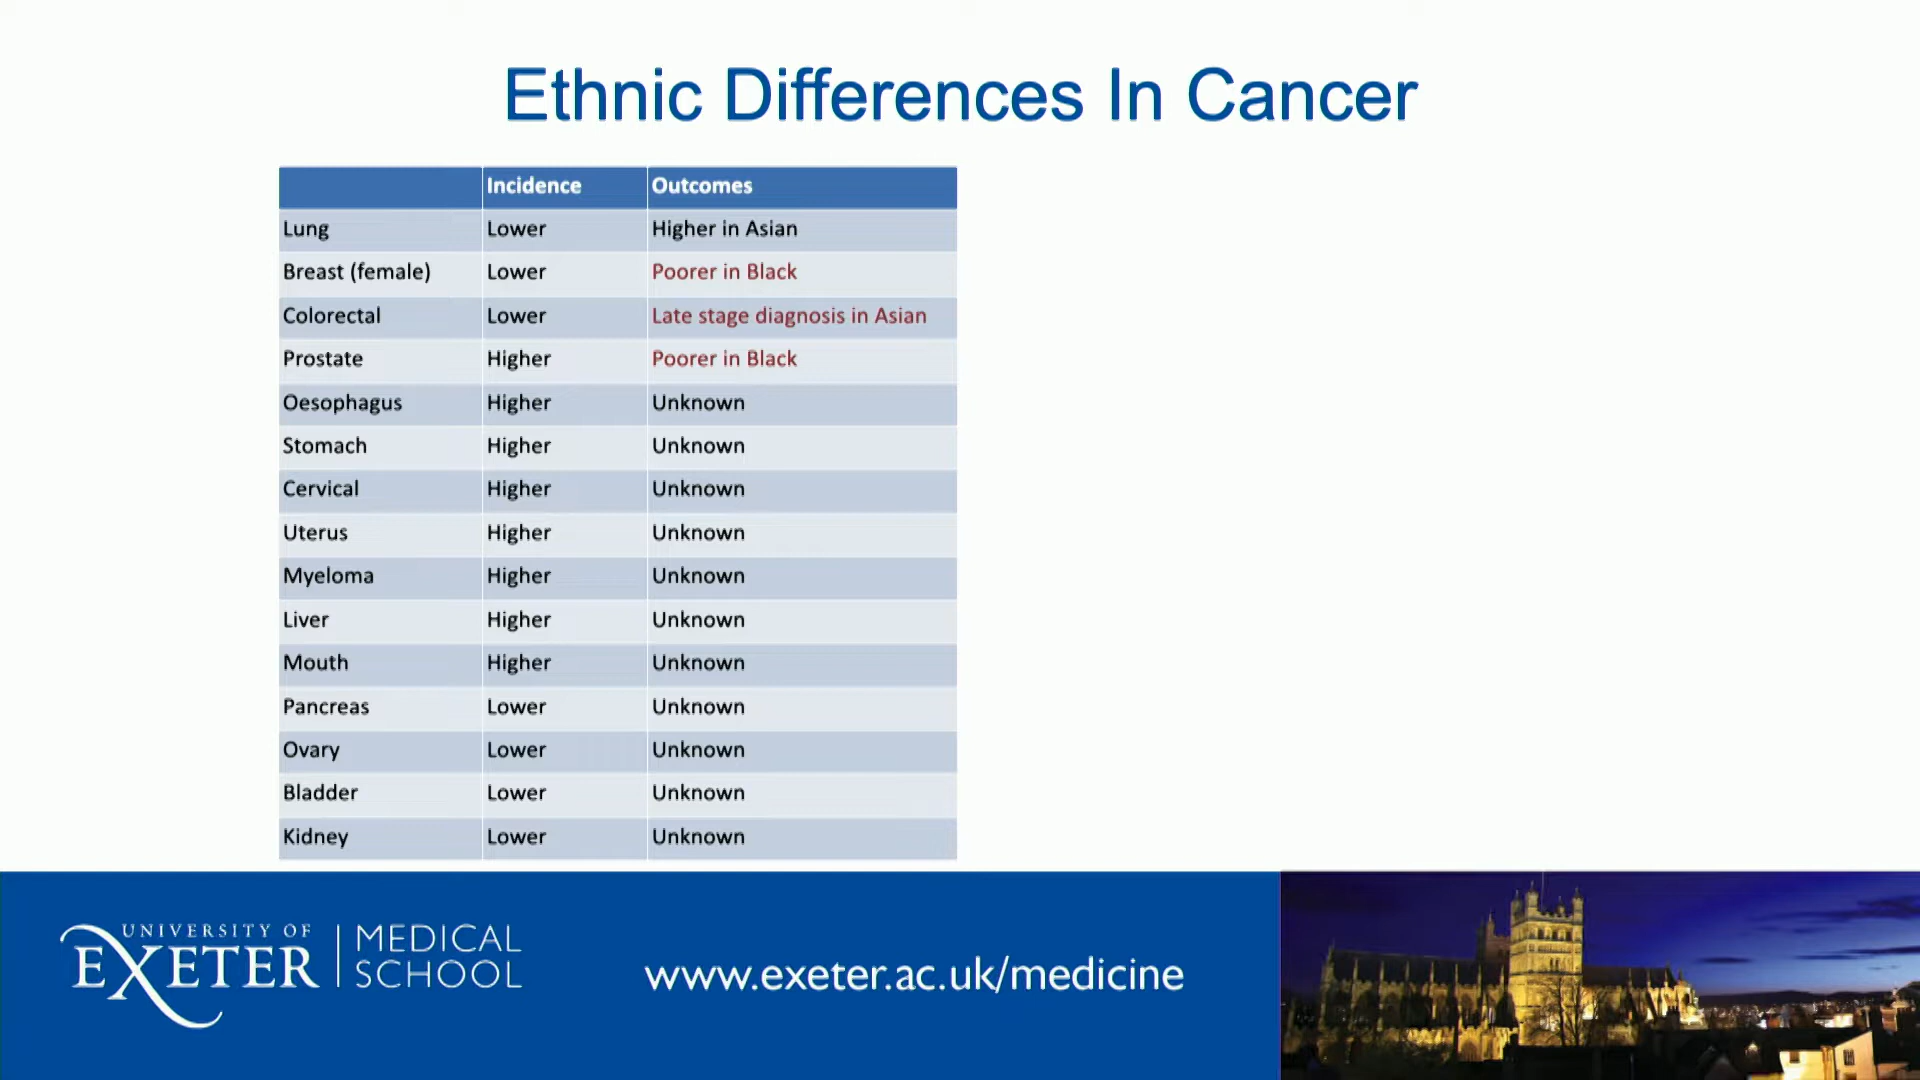 Ethnic Differences In Cancer
Incidence Outcomes
Lung Lower Higher in Asian
Breast (female) Lower Poorer in Black
Colorectal Lower Late stage diagnosis in Asian
Prostate Higher Poorer in Black
Oesophagus Higher Unknown
Stomach Higher Unknown
Cervical Higher Unknown
Uterus Higher Unknown
Myeloma Higher Unknown
Liver Higher Unknown
Mouth Higher Unknown
Pancreas Lower Unknown
Ovary Lower Unknown
Bladder Lower Unknown
Kidney Lower Unknown
UNIVERSITY OF
EXETER
MEDICAL
SCHOOL
www.exeter.ac.uk/medicine